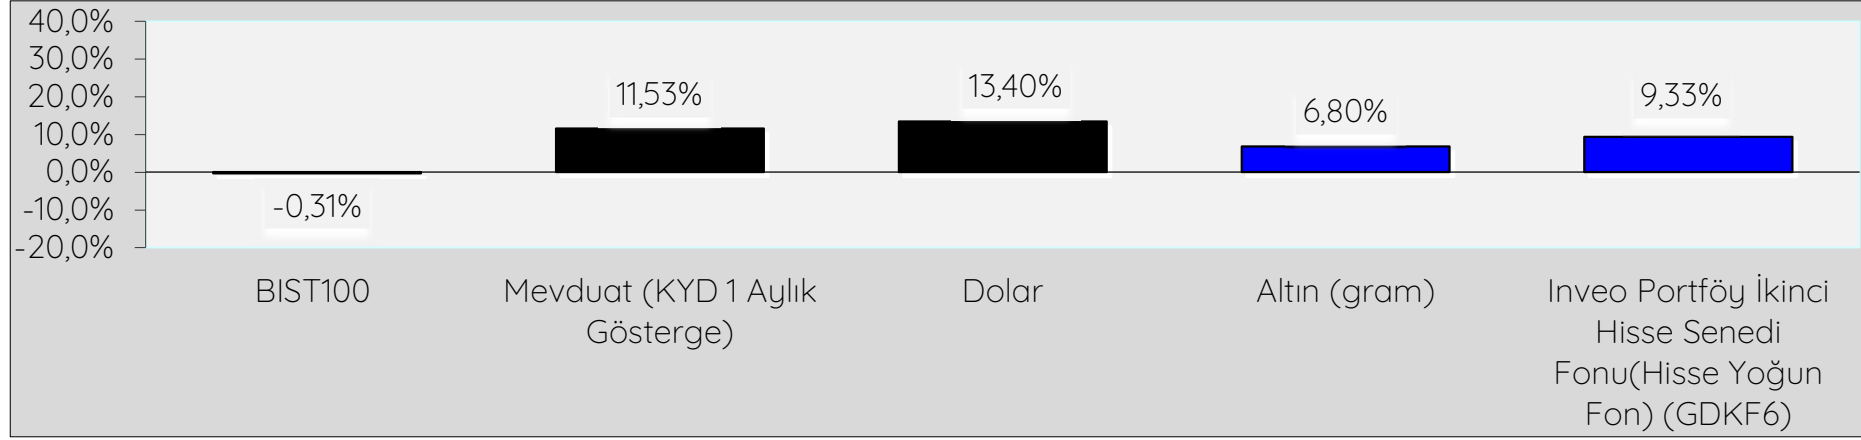 40,0%
30,0%
20,0%
10,0%
0,0%
-10,0%
-20,0%
-0,31%
11,53%
13,40%
6,80%
9,33%
BIST100
Mevduat (KYD 1 Aylık
Gösterge)
Dolar
Altın (gram)
Inveo Portföy İkinci
Hisse Senedi
Fonu(Hisse Yoğun
Fon) (GDKF6)